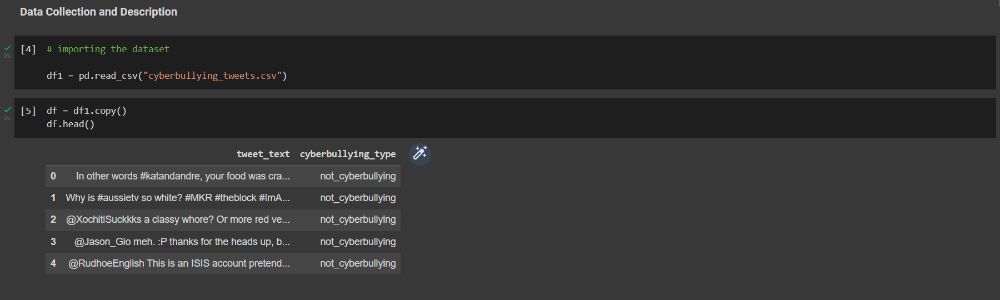 Data Collection and Description
[4] # importing the dataset
0s
df1 = pd.read_csv("cyberbullying_tweets.csv")
[5] df = df1.copy()
0s
df.head()
tweet_text cyberbullying_type
0 In other words #katandandre, your food was cra... not_cyberbullying
1 Why is #aussietv so white? #MKR #theblock #ImA... not_cyberbullying
2 @XochitlSuckkks a classy whore? Or more red ve... not_cyberbullying
3 @Jason_Gio meh. :P thanks for the heads up, b... not_cyberbullying
4 @RudhoeEnglish This is an ISIS account pretend... not_cyberbullying